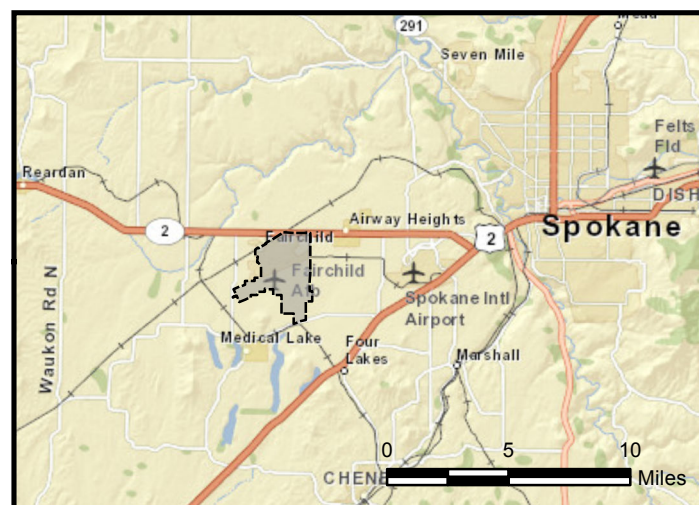 Mead
291
Seven Mile
Felts
Fld
Reardan
DISH
Airway Heights
2
Fairchild
2
Spokane
Fairchild
Afb
Spokane Intl
Airport
Waukon Rd N
Medical Lake
Four
Lakes
Marshall
0 5 10
Miles
CHENE